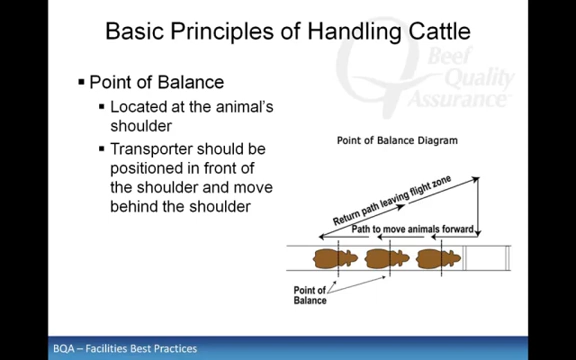 Basic Principles of Handling Cattle
Beef
Quality
Assurance
▪ Point of Balance
▪ Located at the animal's
shoulder
▪ Transporter should be
positioned in front of
the shoulder and move
behind the shoulder
Point of Balance Diagram
Return path leaving flight zone
Path to move animals forward
Point of
Balance
BQA – Facilities Best Practices